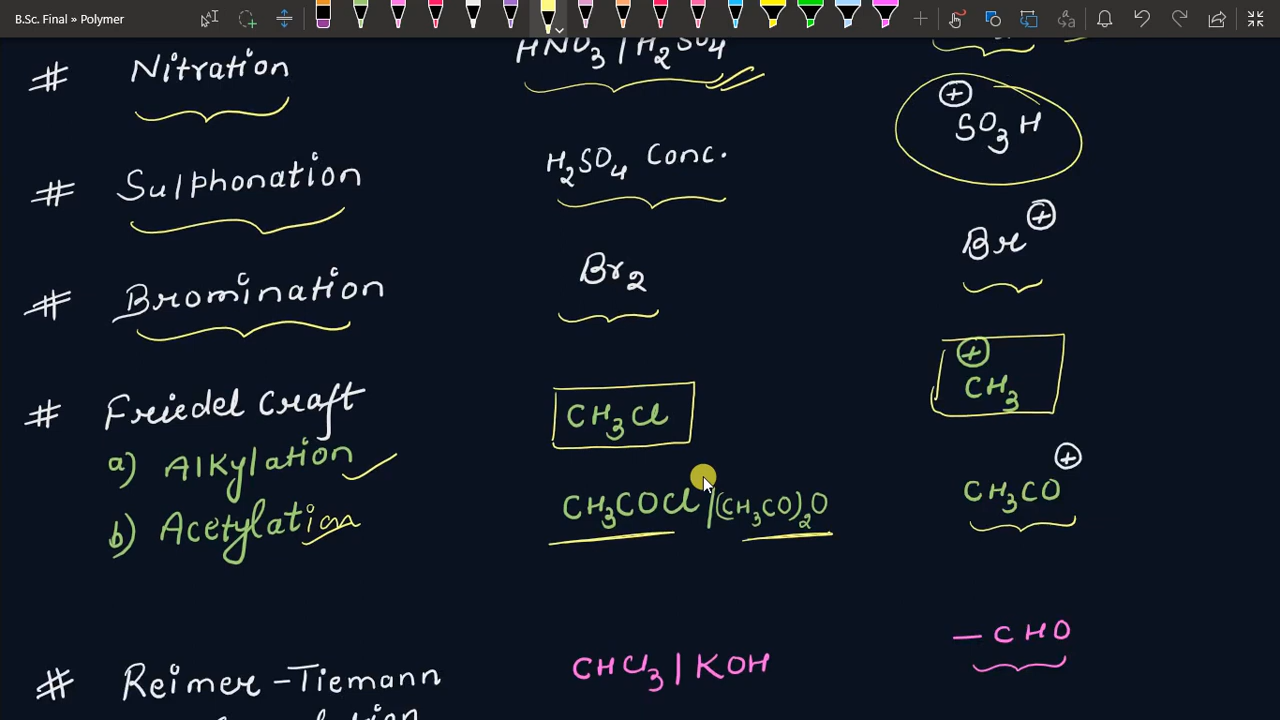 B.Sc. Final » Polymer
# Nitration HNO3 | H2SO4
⊕
SO3H
# Sulphonation H2SO4 Conc.
# Bromination Br2 Br⊕
# Friedel Craft
a) Alkylation CH3Cl ⊕CH3
b) Acetylation CH3COCl | (CH3CO)2O CH3CO⊕
# Reimer-Tiemann CHCl3 | KOH —CHO